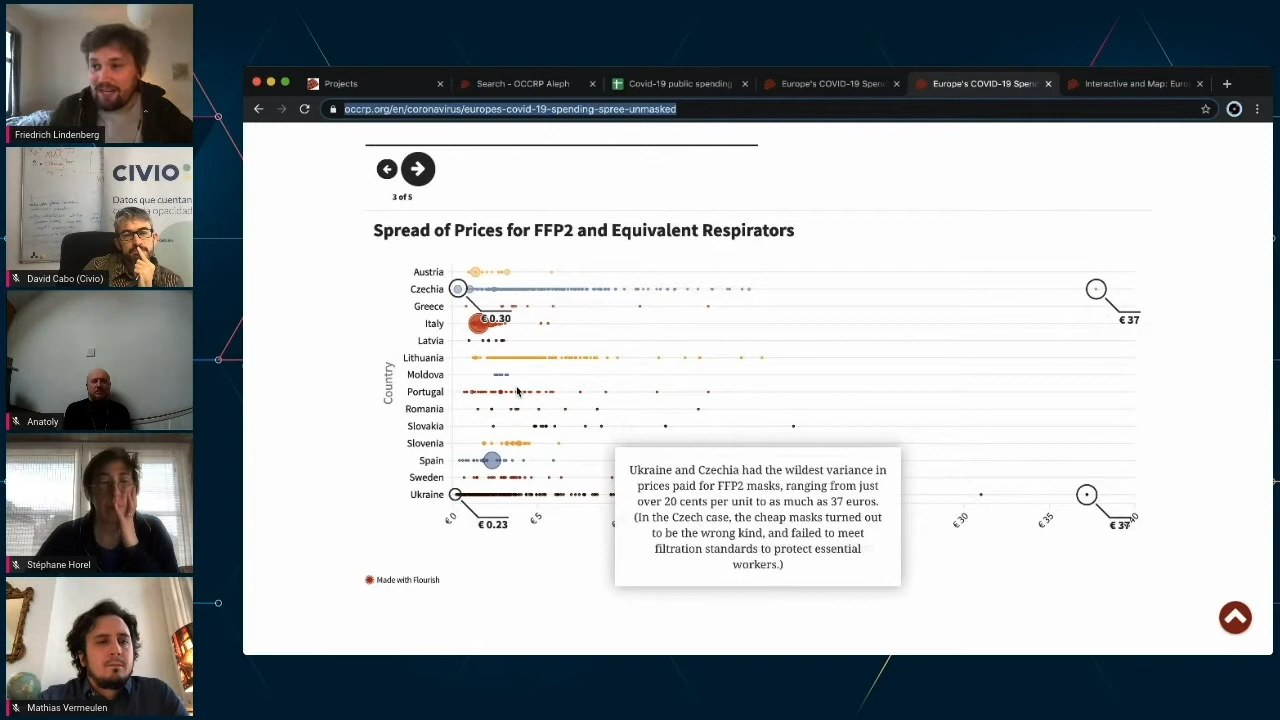 Friedrich Lindenberg
CIVIO
Datos que cuentan
David Cabo (Civio)
Anatoly
Stéphane Horel
Mathias Vermeulen
Projects
Search – OCCRP Aleph
Covid-19 public spending
Europe's COVID-19 Spen
Europe's COVID-19 Spen
Interactive and Map: Euro
occrp.org/en/coronavirus/europes-covid-19-spending-spree-unmasked
3 of 5
Spread of Prices for FFP2 and Equivalent Respirators
Country
Austria
Czechia
Greece
Italy
Latvia
Lithuania
Moldova
Portugal
Romania
Slovakia
Slovenia
Spain
Sweden
Ukraine
€ 0.30
€ 37
€ 0.23
€ 37
€ 0
€ 5
€ 30
€ 35
€ 40
Ukraine and Czechia had the wildest variance in
prices paid for FFP2 masks, ranging from just
over 20 cents per unit to as much as 37 euros.
(In the Czech case, the cheap masks turned out
to be the wrong kind, and failed to meet
filtration standards to protect essential
workers.)
Made with Flourish